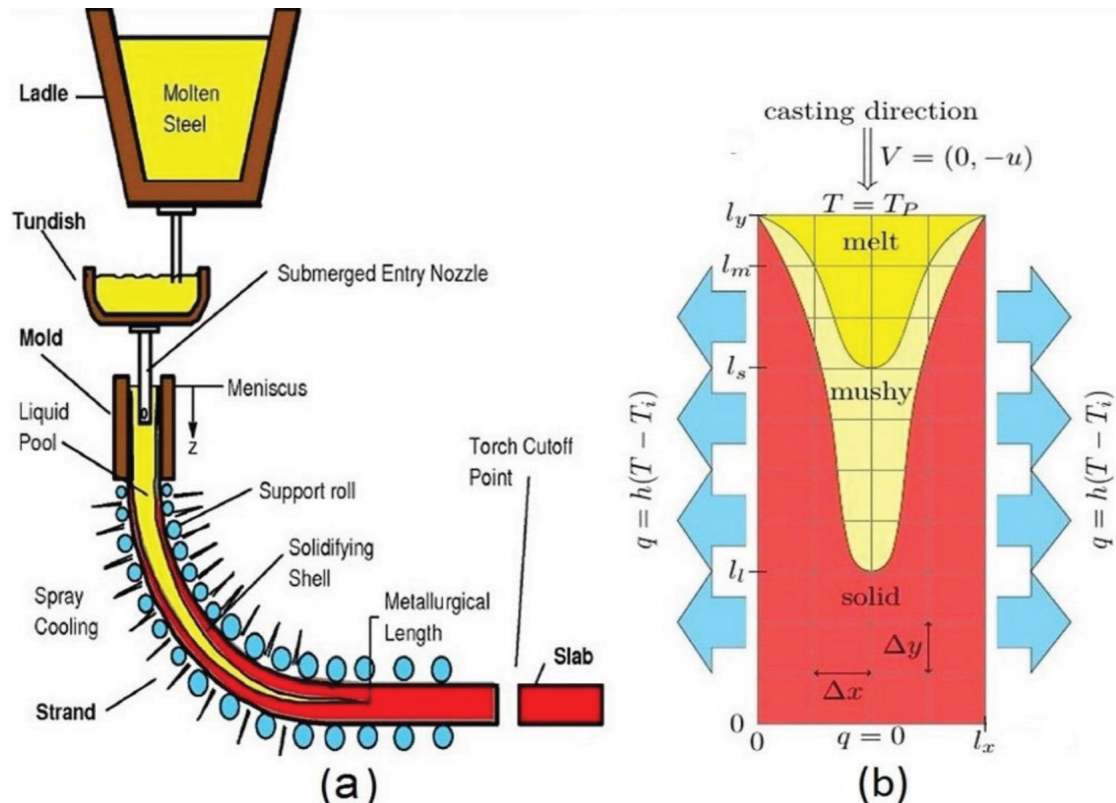 Ladle
Molten
Steel
Tundish
Submerged Entry Nozzle
Mold
Meniscus
Liquid
Pool
z
Torch Cutoff
Point
Support roll
Solidifying
Shell
Spray
Cooling
Metallurgical
Length
Slab
Strand
(a)
casting direction
V = (0, −u)
T = T_P
l_y
melt
l_m
l_s
mushy
q = h(T − T_i)
q = h(T − T_i)
l_l
solid
Δy
Δx
0
0
q = 0
l_x
(b)